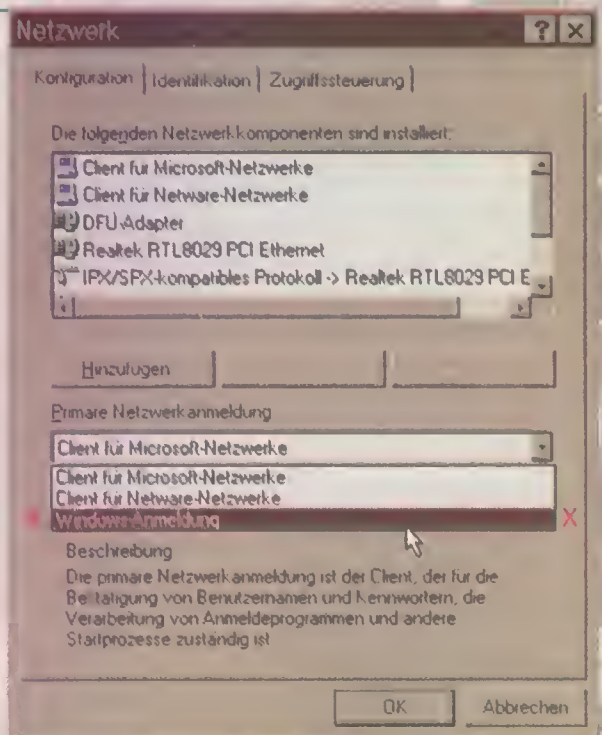 Netzwerk
Konfiguration Identifikation Zugriffssteuerung
Die folgenden Netzwerkkomponenten sind installiert:
Client für Microsoft-Netzwerke
Client für Netware-Netzwerke
DFÜ-Adapter
Realtek RTL8029 PCI Ethernet
IPX/SPX-kompatibles Protokoll -> Realtek RTL8029 PCI E
Hinzufügen
Primäre Netzwerkanmeldung
Client für Microsoft-Netzwerke
Client für Microsoft-Netzwerke
Client für Netware-Netzwerke
Windows-Anmeldung
X
Beschreibung
Die primäre Netzwerkanmeldung ist der Client, der für die
Bestätigung von Benutzernamen und Kennwörtern, die
Verarbeitung von Anmeldeprogrammen und andere
Startprozesse zuständig ist
OK Abbrechen